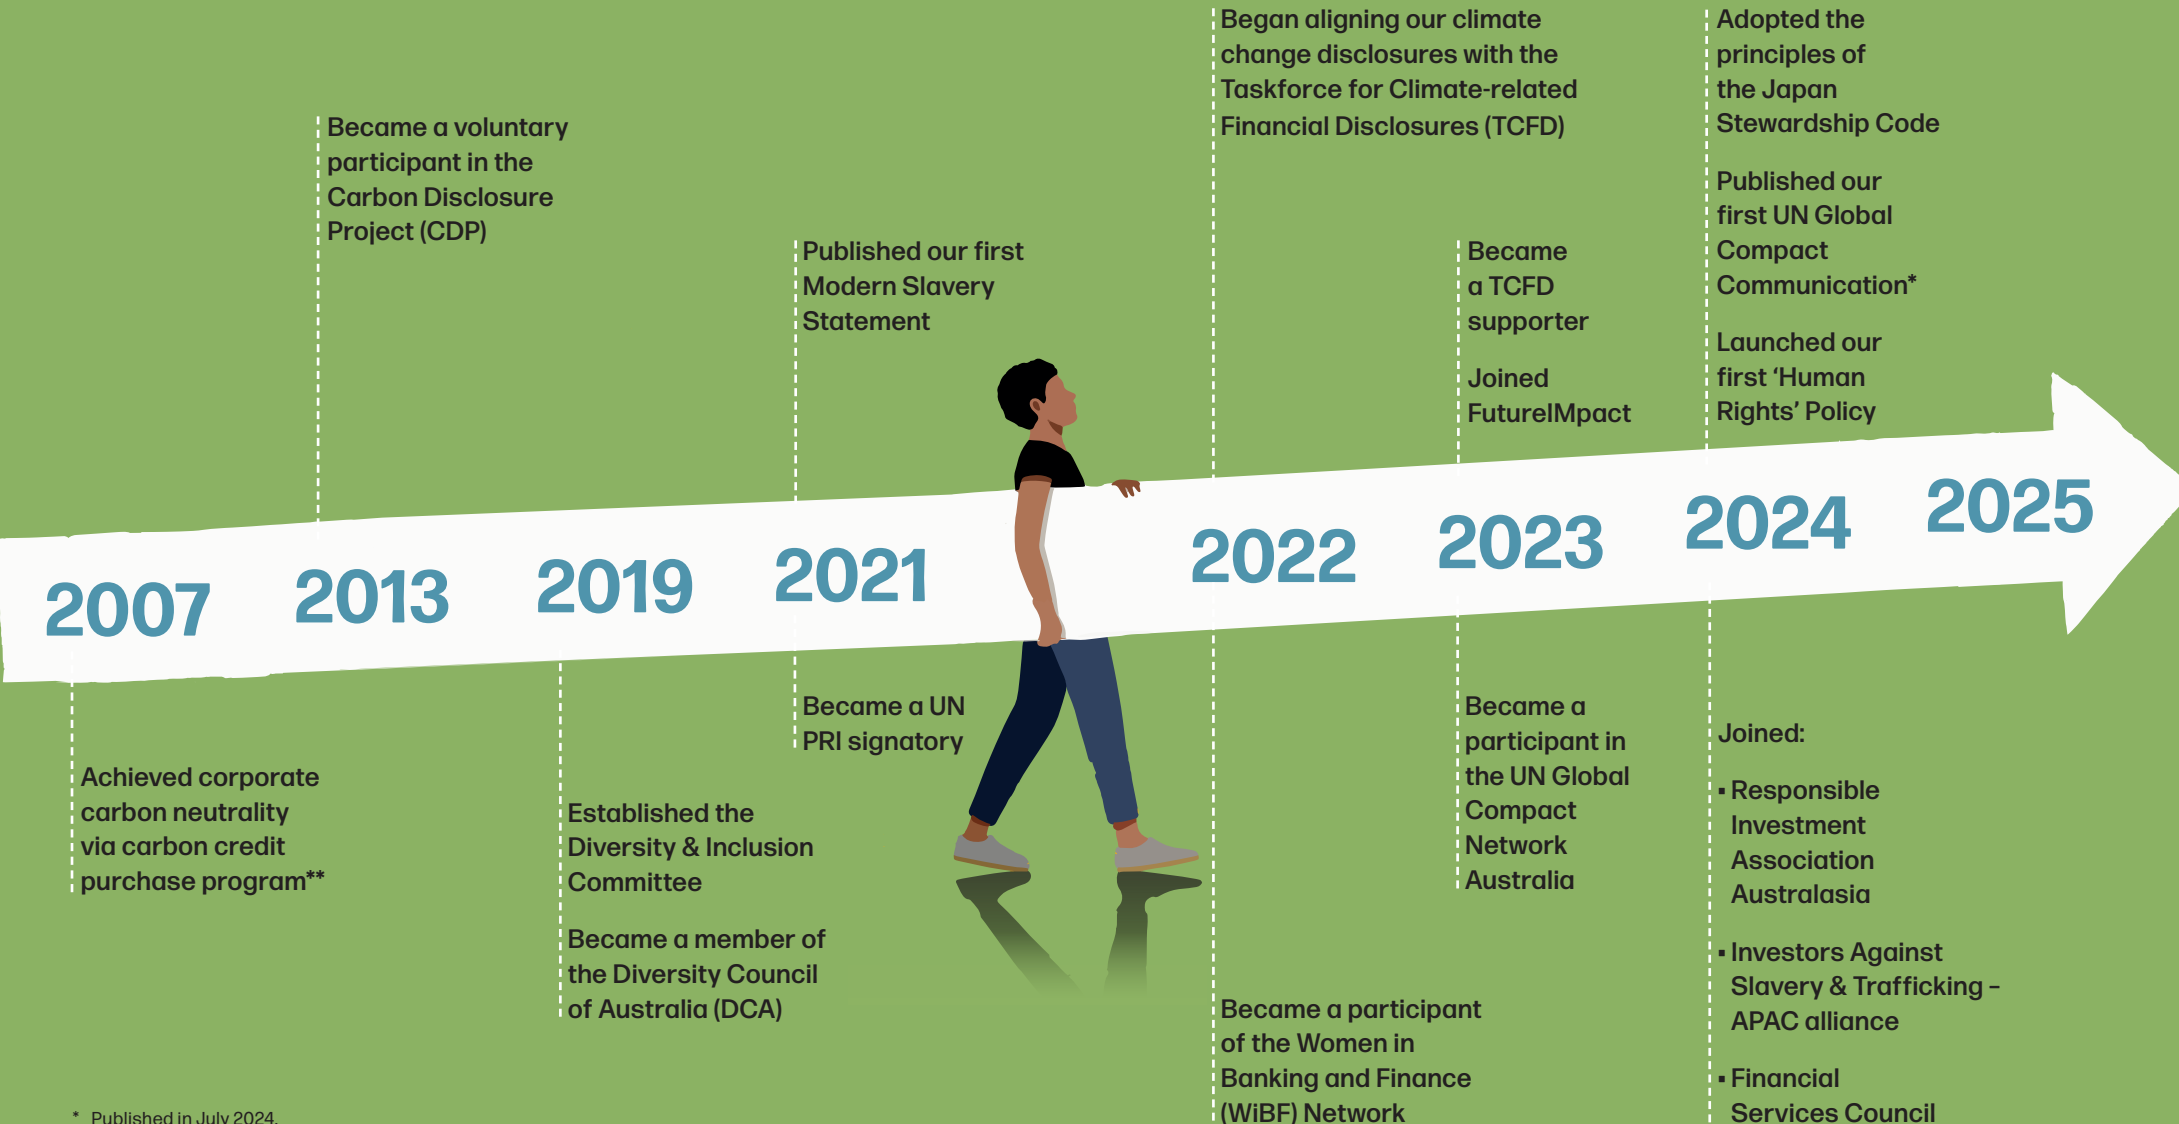 Became a voluntary
participant in the
Carbon Disclosure
Project (CDP)
Published our first
Modern Slavery
Statement
Began aligning our climate
change disclosures with the
Taskforce for Climate-related
Financial Disclosures (TCFD)
Became
a TCFD
supporter
Joined
FutureIMpact
Adopted the
principles of
the Japan
Stewardship Code
Published our
first UN Global
Compact
Communication*
Launched our
first ‘Human
Rights’ Policy
2007
2013
2019
2021
2022
2023
2024
2025
Achieved corporate
carbon neutrality
via carbon credit
purchase program**
Established the
Diversity & Inclusion
Committee
Became a member of
the Diversity Council
of Australia (DCA)
Became a UN
PRI signatory
Became a participant
of the Women in
Banking and Finance
(WiBF) Network
Became a
participant in
the UN Global
Compact
Network
Australia
Joined:
▪ Responsible
Investment
Association
Australasia
▪ Investors Against
Slavery & Trafficking –
APAC alliance
▪ Financial
Services Council
* Published in July 2024.